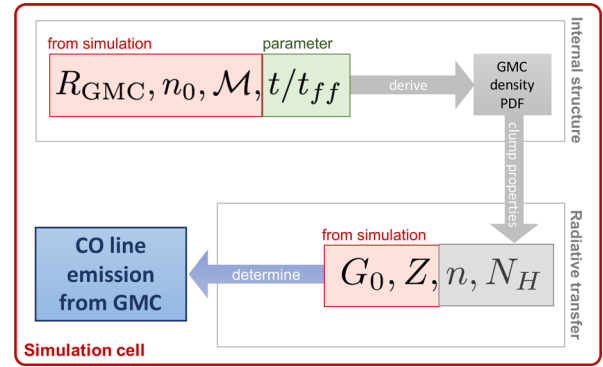 from simulation
parameter
R_GMC, n_0, M, t/t_ff
derive
GMC
density
PDF
Internal structure
clump properties
from simulation
G_0, Z, n, N_H
determine
CO line
emission
from GMC
Radiative transfer
Simulation cell